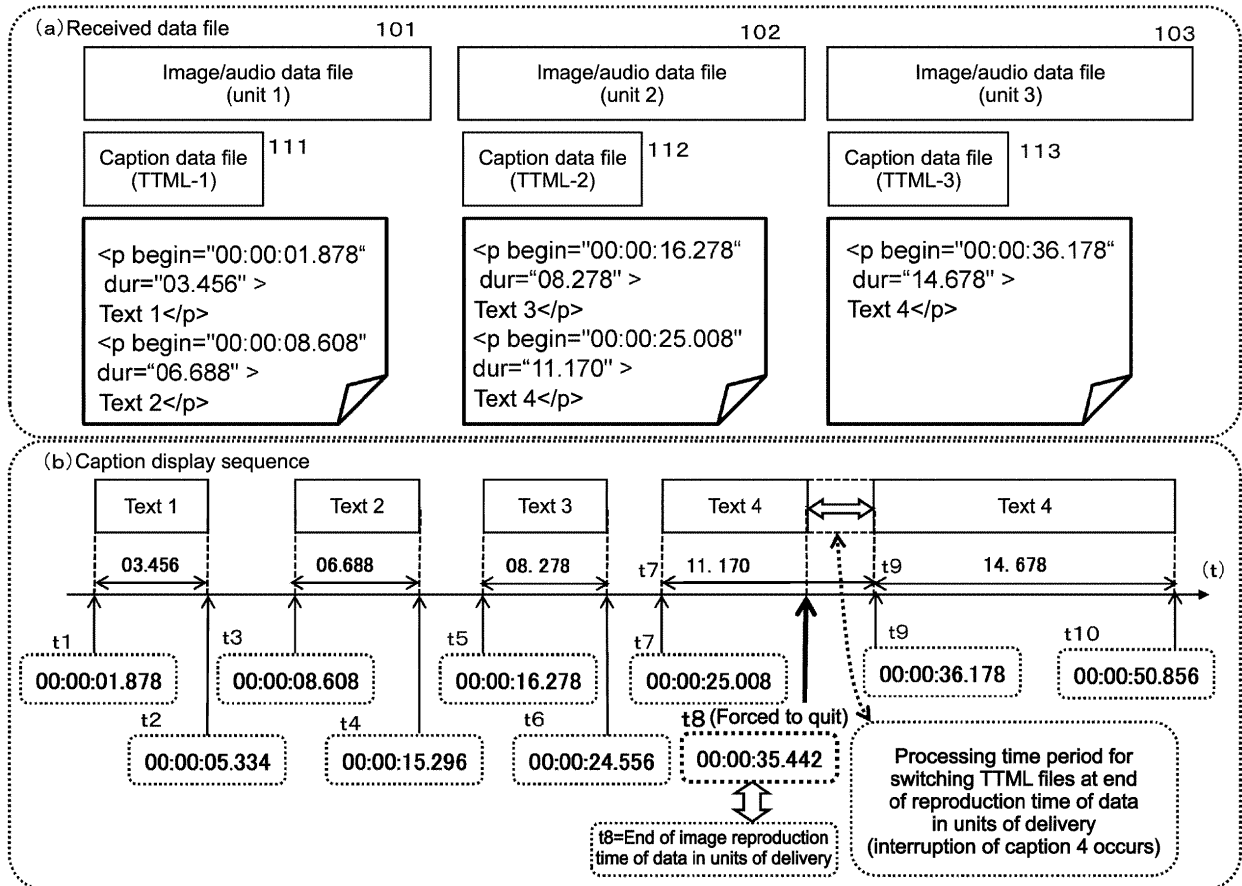 (a) Received data file
101
102
103
Image/audio data file
(unit 1)
Image/audio data file
(unit 2)
Image/audio data file
(unit 3)
Caption data file
(TTML-1)
111
Caption data file
(TTML-2)
112
Caption data file
(TTML-3)
113
<p begin="00:00:01.878“
dur="03.456" >
Text 1</p>
<p begin="00:00:08.608"
dur=“06.688" >
Text 2</p>
<p begin="00:00:16.278“
dur=“08.278" >
Text 3</p>
<p begin="00:00:25.008"
dur=“11.170" >
Text 4</p>
<p begin="00:00:36.178“
dur=“14.678" >
Text 4</p>
(b) Caption display sequence
Text 1
Text 2
Text 3
Text 4
Text 4
03.456
06.688
08. 278
t7
11. 170
t9
14. 678
(t)
t1
00:00:01.878
t3
00:00:08.608
t5
00:00:16.278
t7
00:00:25.008
t9
00:00:36.178
t10
00:00:50.856
t2
00:00:05.334
t4
00:00:15.296
t6
00:00:24.556
t8 (Forced to quit)
00:00:35.442
t8=End of image reproduction
time of data in units of delivery
Processing time period for
switching TTML files at end
of reproduction time of data
in units of delivery
(interruption of caption 4 occurs)